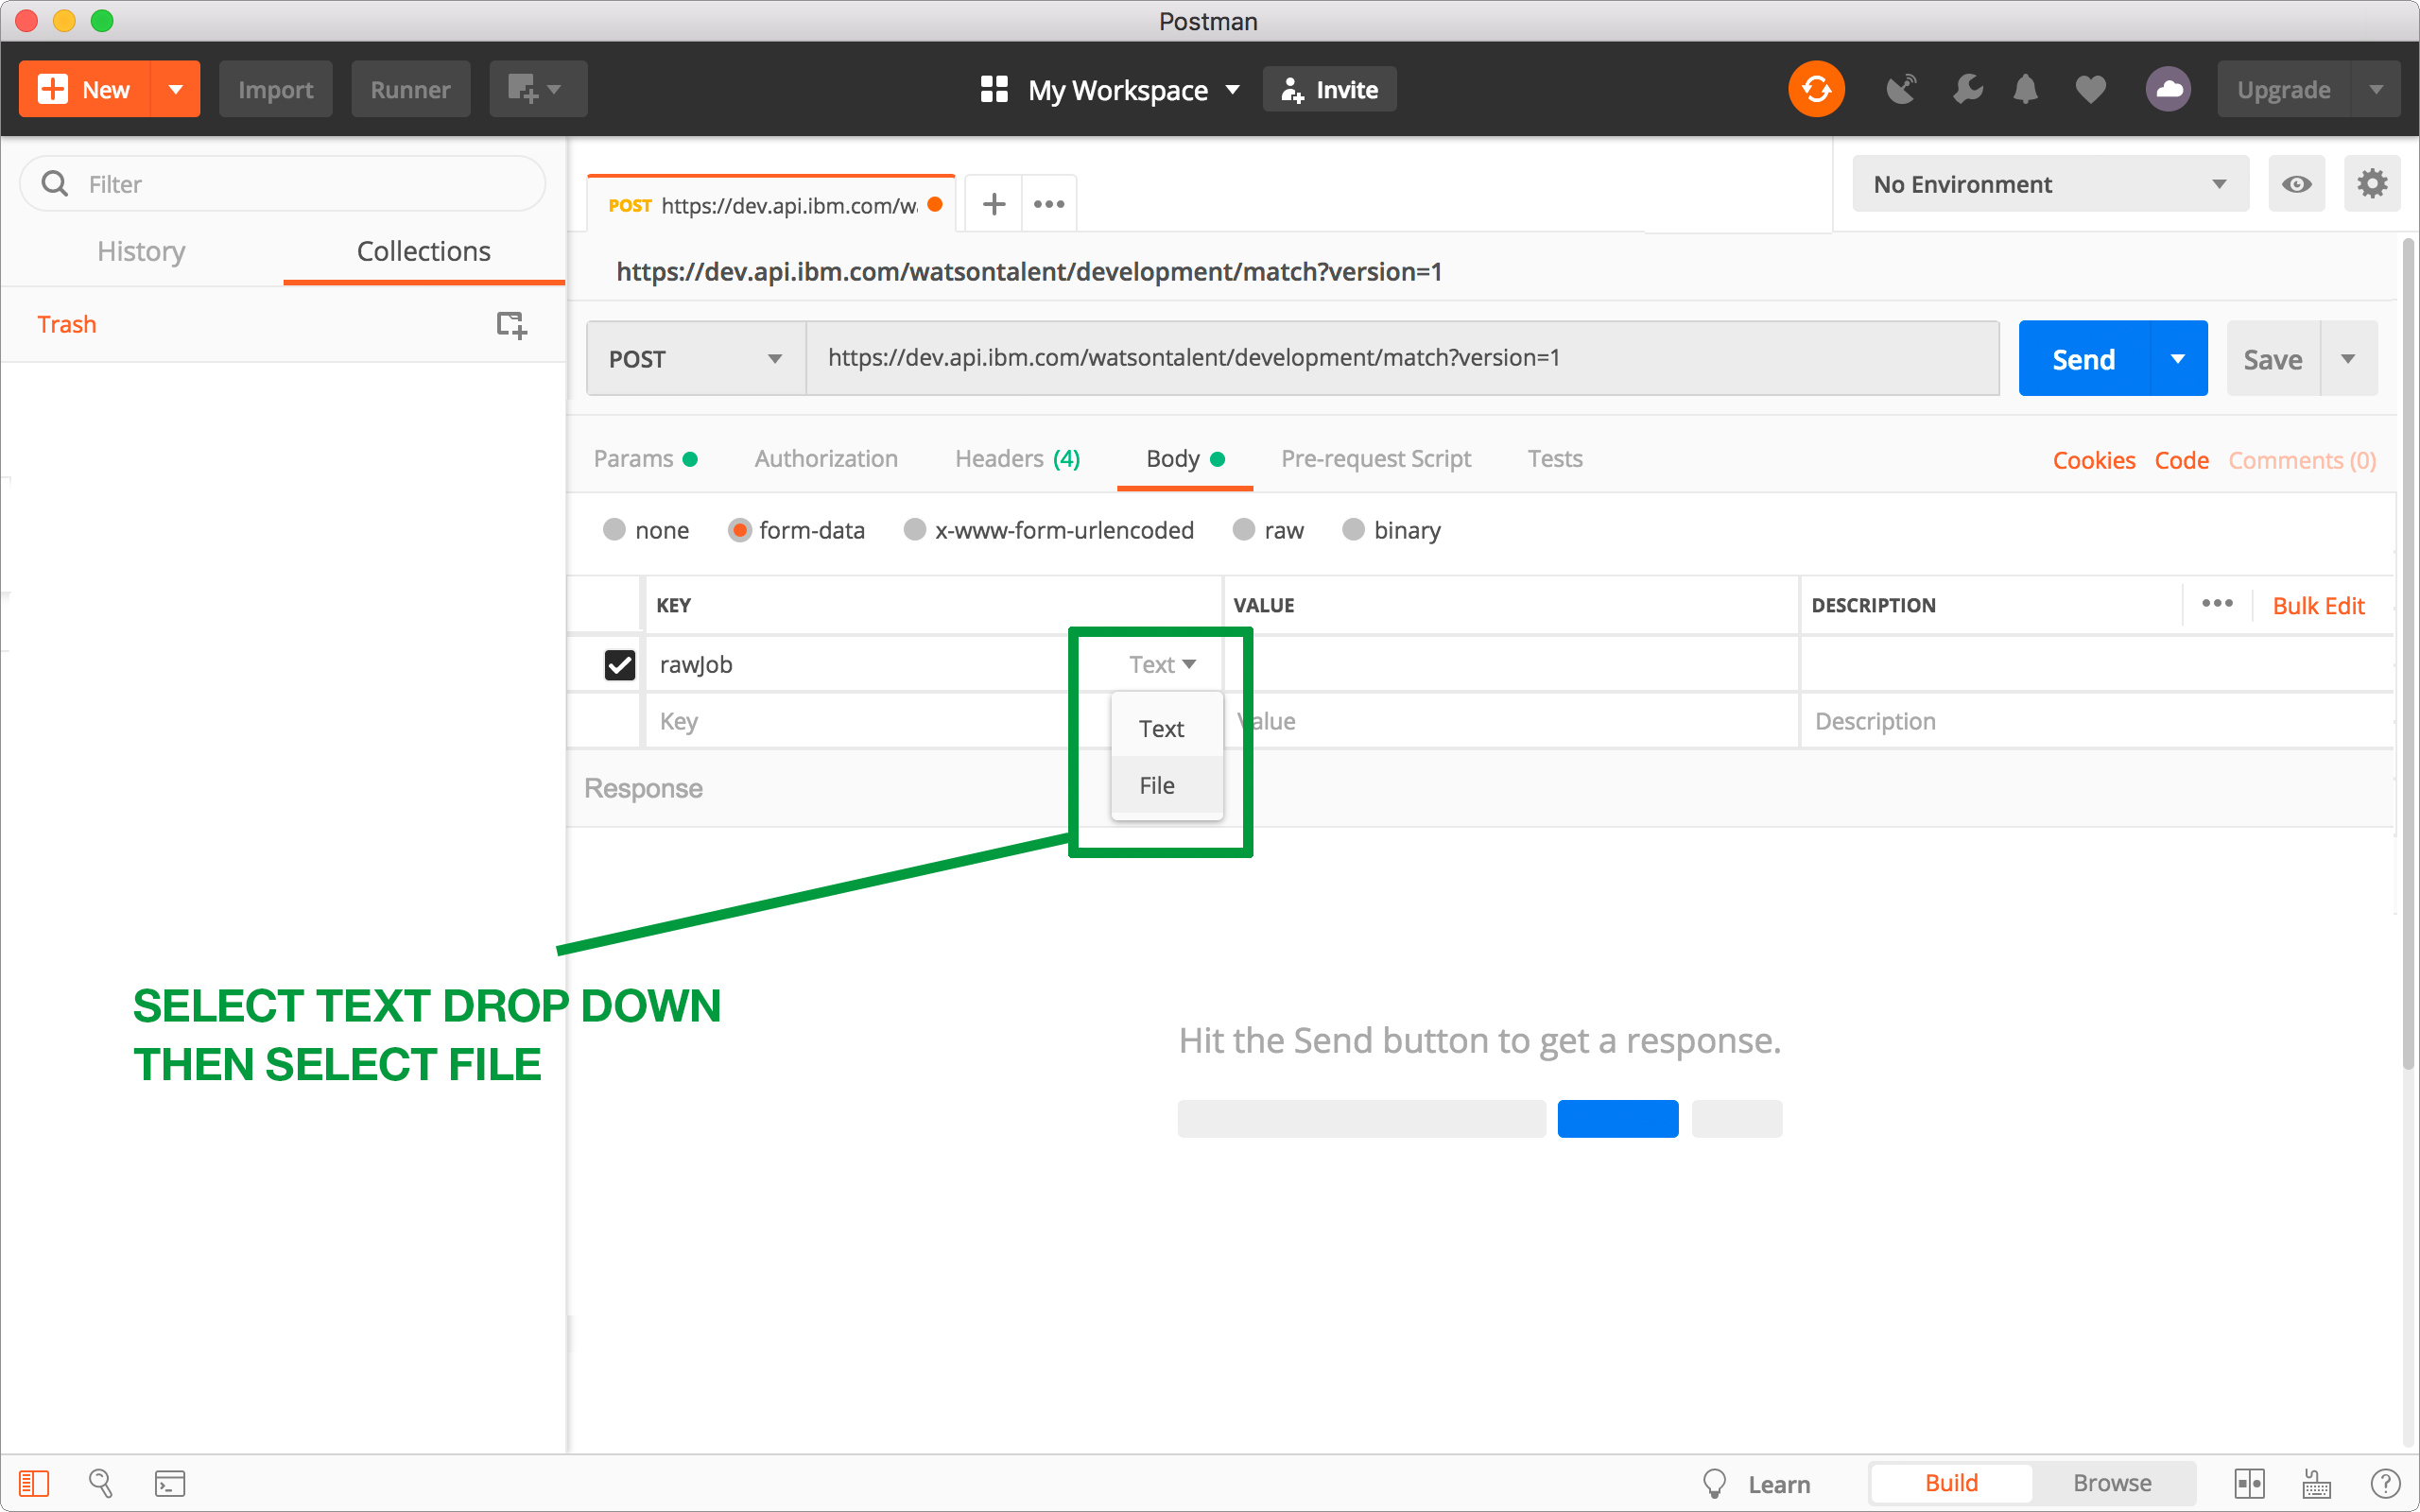 Postman
New
Import
Runner
My Workspace
Invite
Upgrade
Filter
History
Collections
Trash
POST https://dev.api.ibm.com/w
No Environment
https://dev.api.ibm.com/watsontalent/development/match?version=1
POST
https://dev.api.ibm.com/watsontalent/development/match?version=1
Send
Save
Params
Authorization
Headers (4)
Body
Pre-request Script
Tests
Cookies
Code
Comments (0)
none
form-data
x-www-form-urlencoded
raw
binary
KEY
VALUE
DESCRIPTION
Bulk Edit
rawJob
Text
Key
Value
Description
Text
File
Response
SELECT TEXT DROP DOWN
THEN SELECT FILE
Hit the Send button to get a response.
Learn
Build
Browse